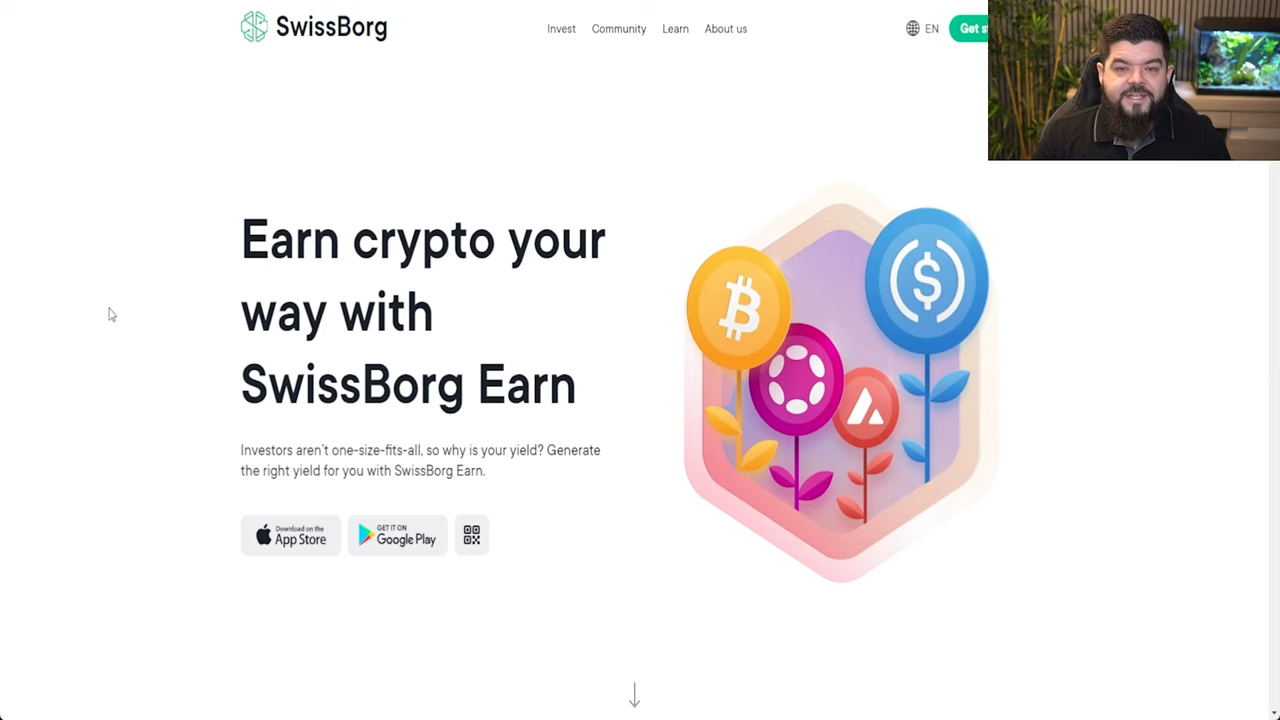 SwissBorg
Invest
Community
Learn
About us
EN
Get
Earn crypto your
way with
SwissBorg Earn
Investors aren't one-size-fits-all, so why is your yield? Generate
the right yield for you with SwissBorg Earn.
Download on the
App Store
GET IT ON
Google Play